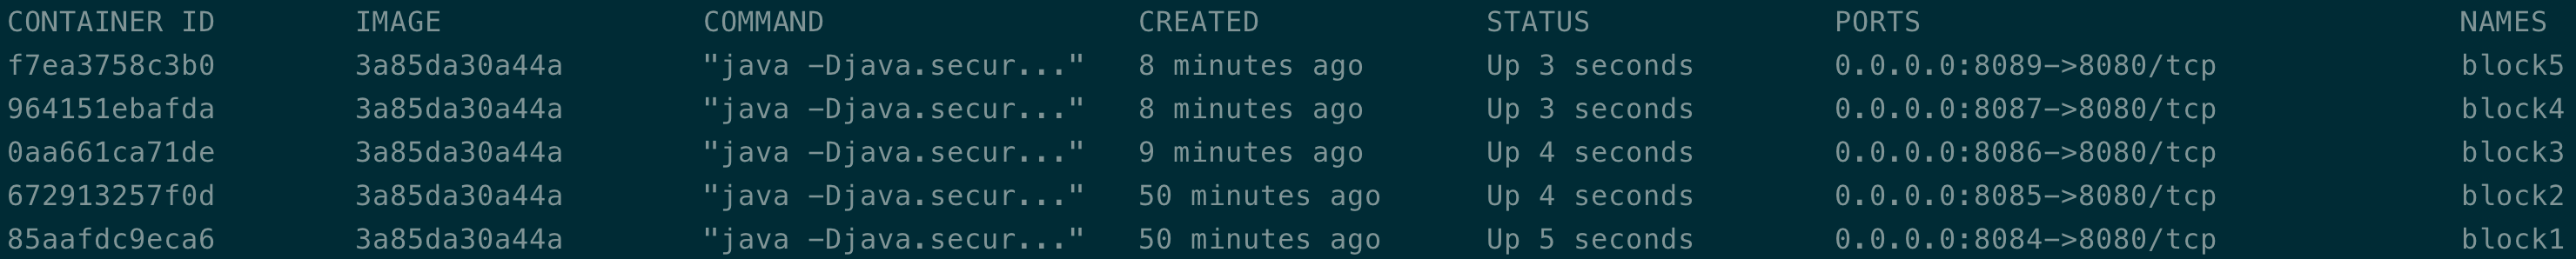 CONTAINER ID IMAGE COMMAND CREATED STATUS PORTS NAMES
f7ea3758c3b0 3a85da30a44a "java -Djava.secur..." 8 minutes ago Up 3 seconds 0.0.0.0:8089->8080/tcp block5
964151ebafda 3a85da30a44a "java -Djava.secur..." 8 minutes ago Up 3 seconds 0.0.0.0:8087->8080/tcp block4
0aa661ca71de 3a85da30a44a "java -Djava.secur..." 9 minutes ago Up 4 seconds 0.0.0.0:8086->8080/tcp block3
672913257f0d 3a85da30a44a "java -Djava.secur..." 50 minutes ago Up 4 seconds 0.0.0.0:8085->8080/tcp block2
85aafdc9eca6 3a85da30a44a "java -Djava.secur..." 50 minutes ago Up 5 seconds 0.0.0.0:8084->8080/tcp block1